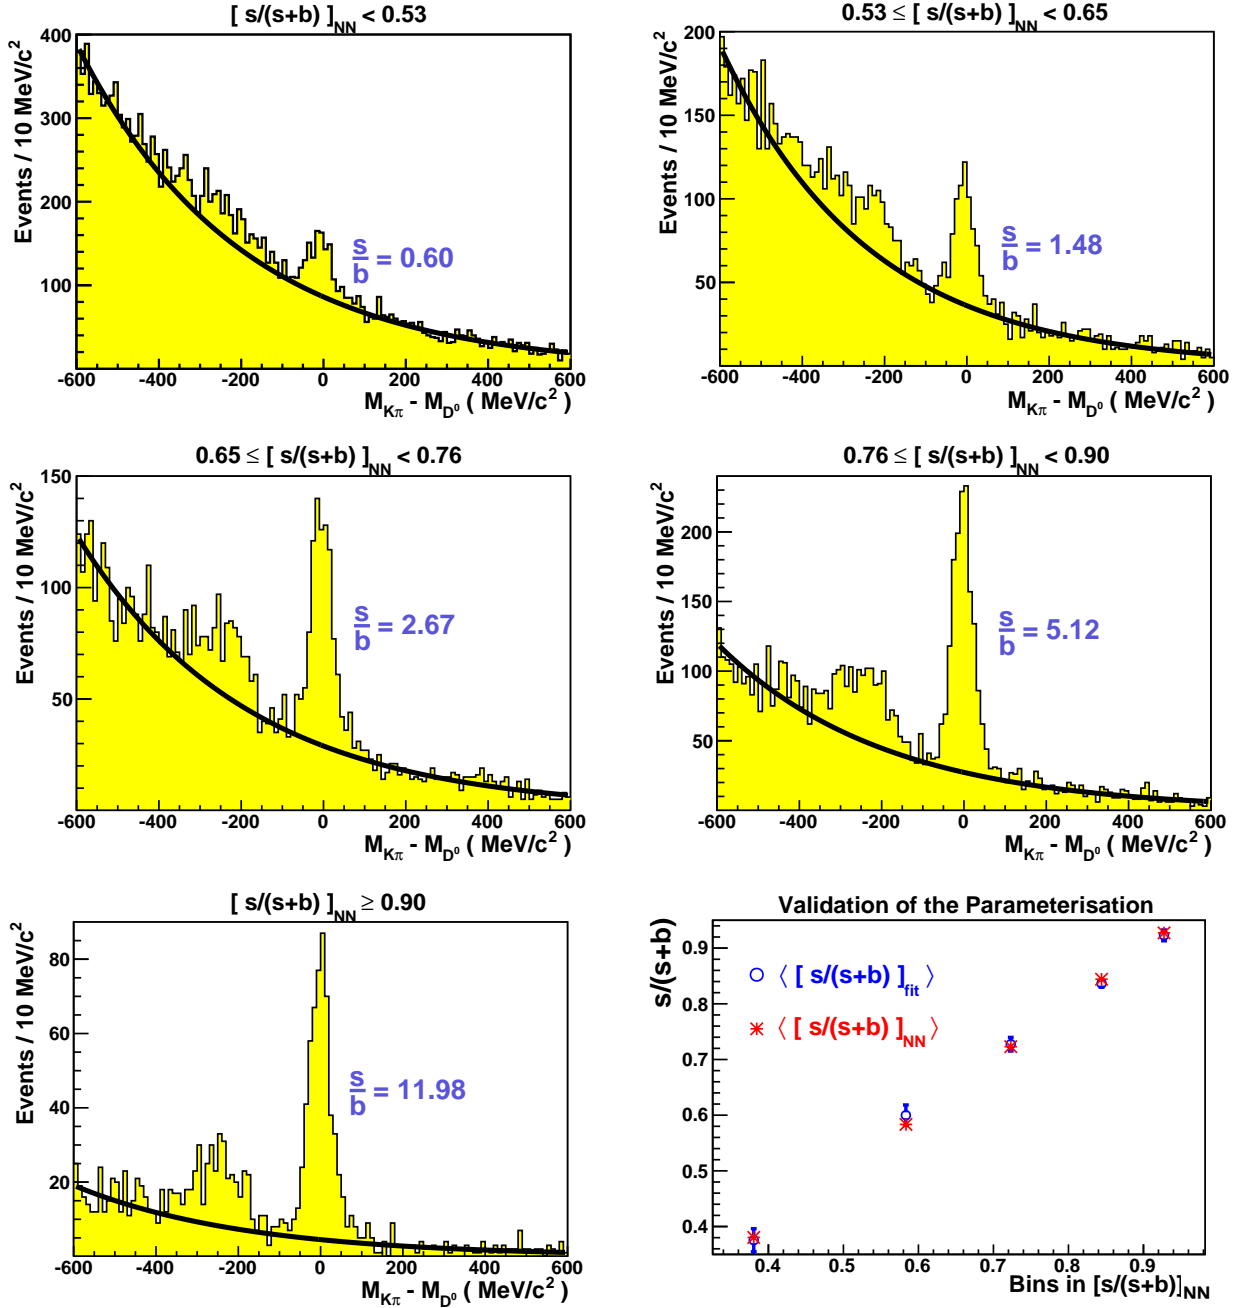 [ s/(s+b) ]NN < 0.53
Events / 10 MeV/c2
400
300
200
100
s/b = 0.60
-600 -400 -200 0 200 400 600
MKπ - MD0 ( MeV/c2 )
0.53 ≤ [ s/(s+b) ]NN < 0.65
Events / 10 MeV/c2
200
150
100
50
s/b = 1.48
-600 -400 -200 0 200 400 600
MKπ - MD0 ( MeV/c2 )
0.65 ≤ [ s/(s+b) ]NN < 0.76
Events / 10 MeV/c2
150
100
50
s/b = 2.67
-600 -400 -200 0 200 400 600
MKπ - MD0 ( MeV/c2 )
0.76 ≤ [ s/(s+b) ]NN < 0.90
Events / 10 MeV/c2
200
150
100
50
s/b = 5.12
-600 -400 -200 0 200 400 600
MKπ - MD0 ( MeV/c2 )
[ s/(s+b) ]NN ≥ 0.90
Events / 10 MeV/c2
80
60
40
20
s/b = 11.98
-600 -400 -200 0 200 400 600
MKπ - MD0 ( MeV/c2 )
Validation of the Parameterisation
s/(s+b)
0.9
0.8
0.7
0.6
0.5
0.4
⟨ [ s/(s+b) ]fit ⟩
⟨ [ s/(s+b) ]NN ⟩
0.4 0.5 0.6 0.7 0.8 0.9
Bins in [s/(s+b)]NN